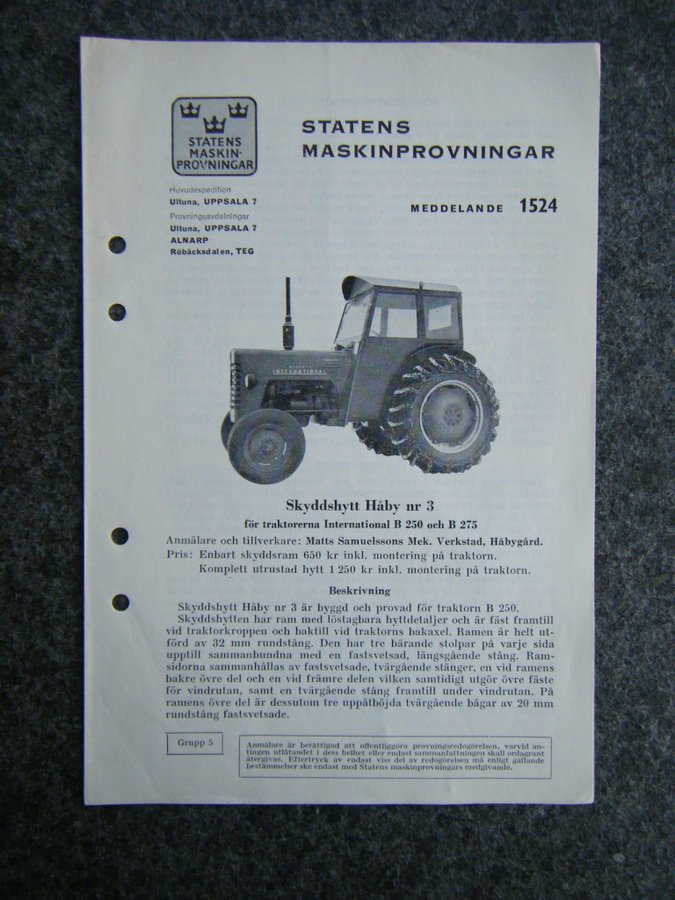 STATENS
MASKIN-
PROVNINGAR
STATENS
MASKINPROVNINGAR
Huvudexpedition
Ultuna, UPPSALA 7
Provningsavdelningar
Ultuna, UPPSALA 7
ALNARP
Röbäcksdalen, TEG
MEDDELANDE 1524
INTERNATIONAL
Skyddshytt Håby nr 3
för traktorerna International B 250 och B 275
Anmälare och tillverkare: Matts Samuelssons Mek. Verkstad, Håbygård.
Pris: Enbart skyddsram 650 kr inkl. montering på traktorn.
Komplett utrustad hytt 1 250 kr inkl. montering på traktorn.
Beskrivning
Skyddshytt Håby nr 3 är byggd och provad för traktorn B 250.
Skyddshytten har ram med löstagbara hyttdetaljer och är fäst framtill
vid traktorkroppen och baktill vid traktorns bakaxel. Ramen är helt ut-
förd av 32 mm rundstång. Den har tre bärande stolpar på varje sida
upptill sammanbundna med en fastsvetsad, längsgående stång. Ram-
sidorna sammanhållas av fastsvetsade, tvärgående stänger, en vid ramens
bakre övre del och en vid främre delen vilken samtidigt utgör övre fäste
för vindrutan, samt en tvärgående stång framtill under vindrutan. På
ramens övre del är dessutom tre uppåtböjda tvärgående bågar av 20 mm
rundstång fastsvetsade.
Grupp 5
Anmälare är berättigad att offentliggöra provningsredogörelsen, varvid an-
tingen utlåtandet i dess helhet eller endast sammanfattningen skall ordagrant
återgivas. Eftertryck av endast viss del av redogörelsen må enligt gällande
bestämmelser ske endast med Statens maskinprovningars medgivande.